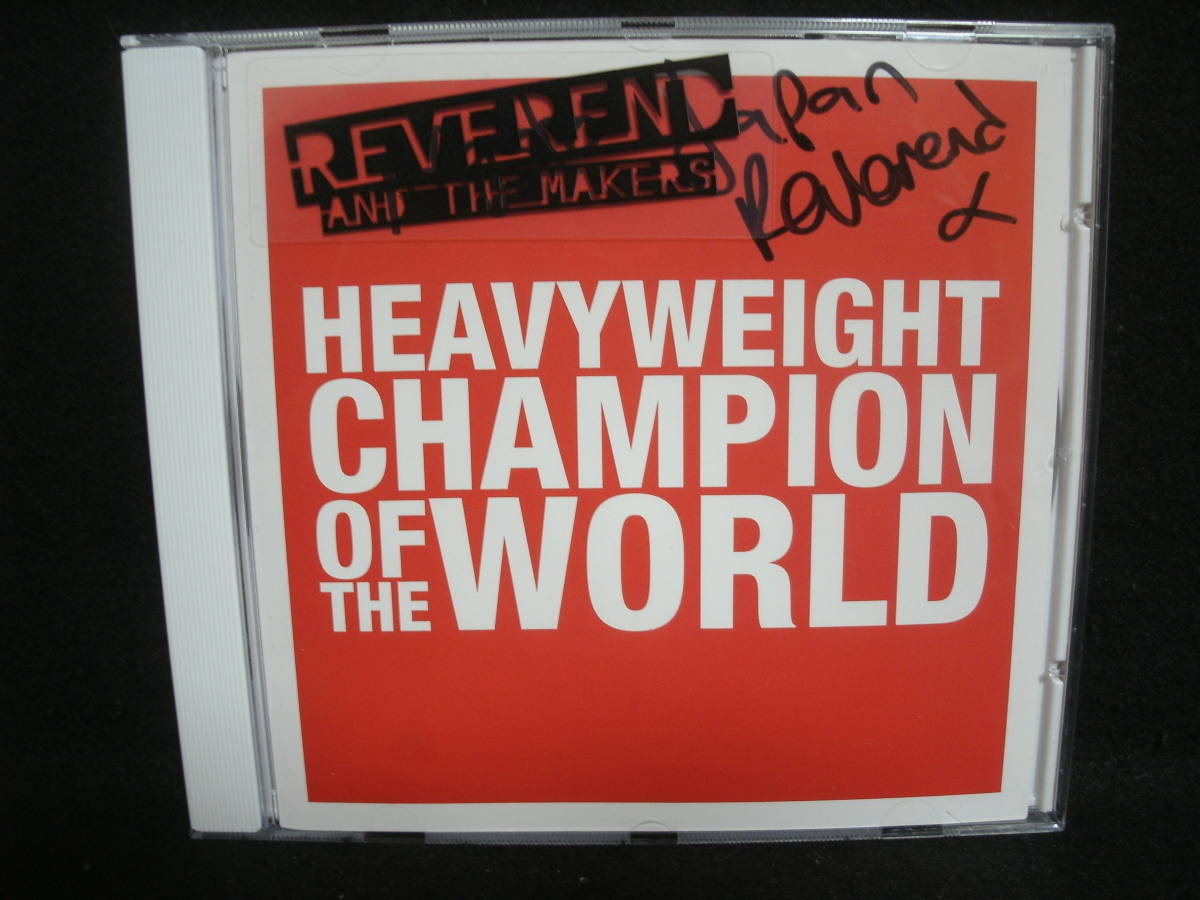 REVEREND
AND THE MAKERS
Japan
Reverend
x
HEAVYWEIGHT
CHAMPION
OF
THE
WORLD